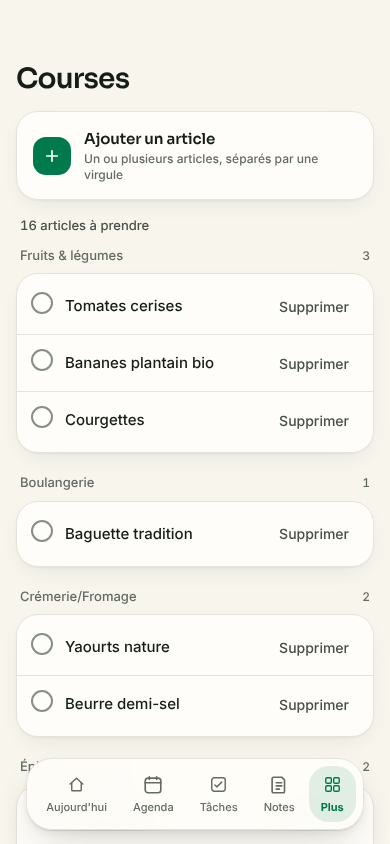 Courses
Ajouter un article
Un ou plusieurs articles, séparés par une
virgule
16 articles à prendre
Fruits & légumes 3
Tomates cerises Supprimer
Bananes plantain bio Supprimer
Courgettes Supprimer
Boulangerie 1
Baguette tradition Supprimer
Crémerie/Fromage 2
Yaourts nature Supprimer
Beurre demi-sel Supprimer
2
Aujourd'hui Agenda Tâches Notes Plus